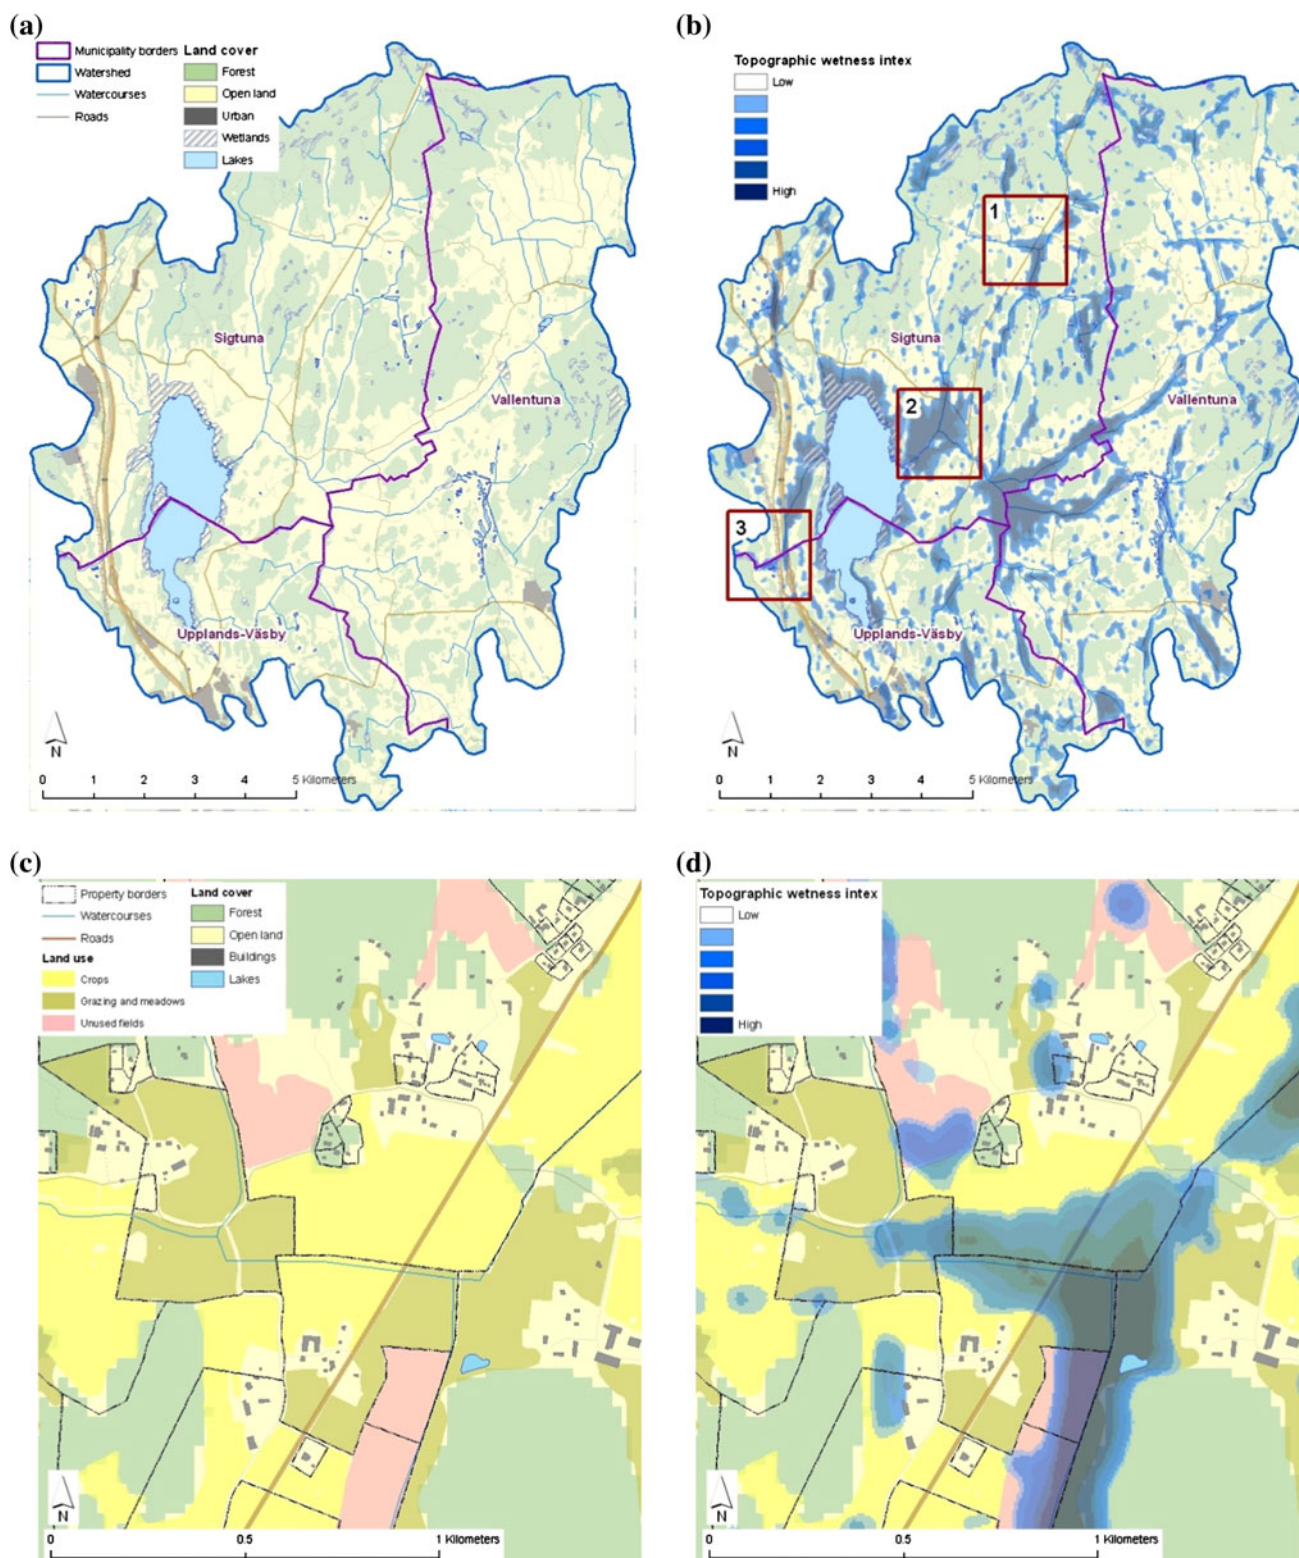 (a)
Municipality borders
Watershed
Watercourses
Roads
Land cover
Forest
Open land
Urban
Wetlands
Lakes
Sigtuna
Vallentuna
Upplands-Väsby
N
0 1 2 3 4 5 Kilometers
(b)
Topographic wetness intex
Low
High
1
Sigtuna
2
Vallentuna
3
Upplands-Väsby
N
0 1 2 3 4 5 Kilometers
(c)
Property borders
Watercourses
Roads
Land use
Crops
Grazing and meadows
Unused fields
Land cover
Forest
Open land
Buildings
Lakes
N
0 0.5 1 Kilometers
(d)
Topographic wetness intex
Low
High
N
0 0.5 1 Kilometers